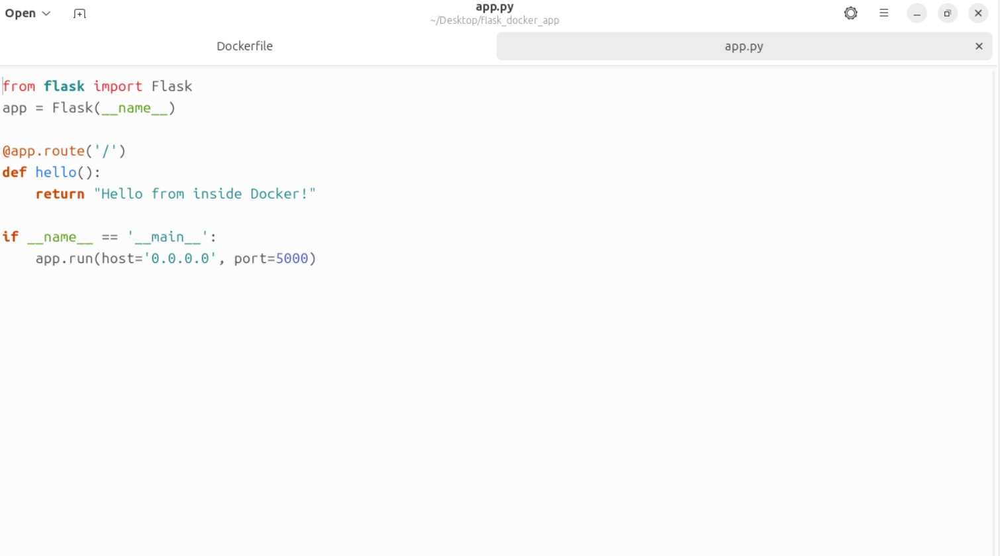 Open
app.py
~/Desktop/flask_docker_app
Dockerfile
app.py
from flask import Flask
app = Flask(__name__)
@app.route('/')
def hello():
    return "Hello from inside Docker!"
if __name__ == '__main__':
    app.run(host='0.0.0.0', port=5000)